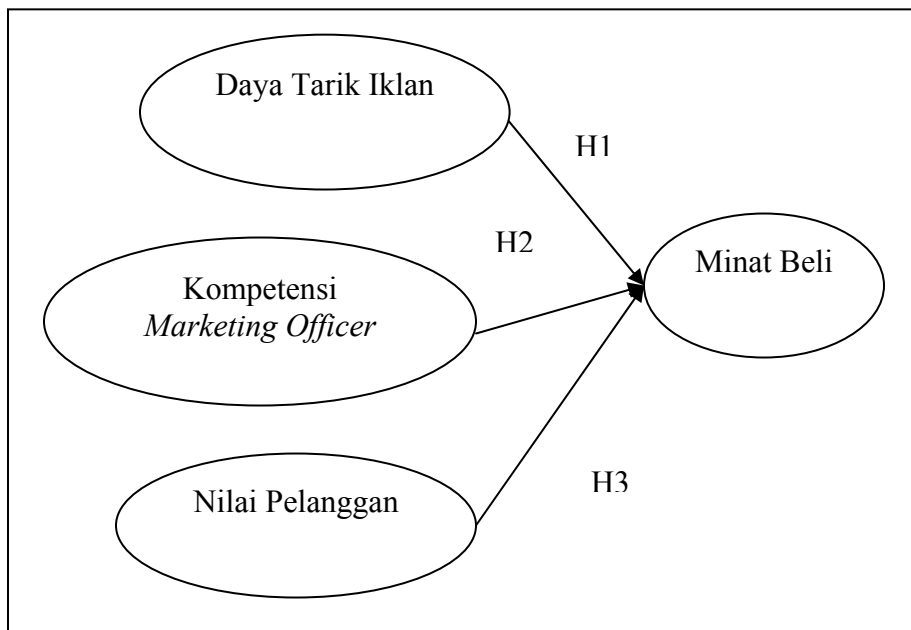 Daya Tarik Iklan
H1
H2
Minat Beli
Kompetensi
Marketing Officer
H3
Nilai Pelanggan